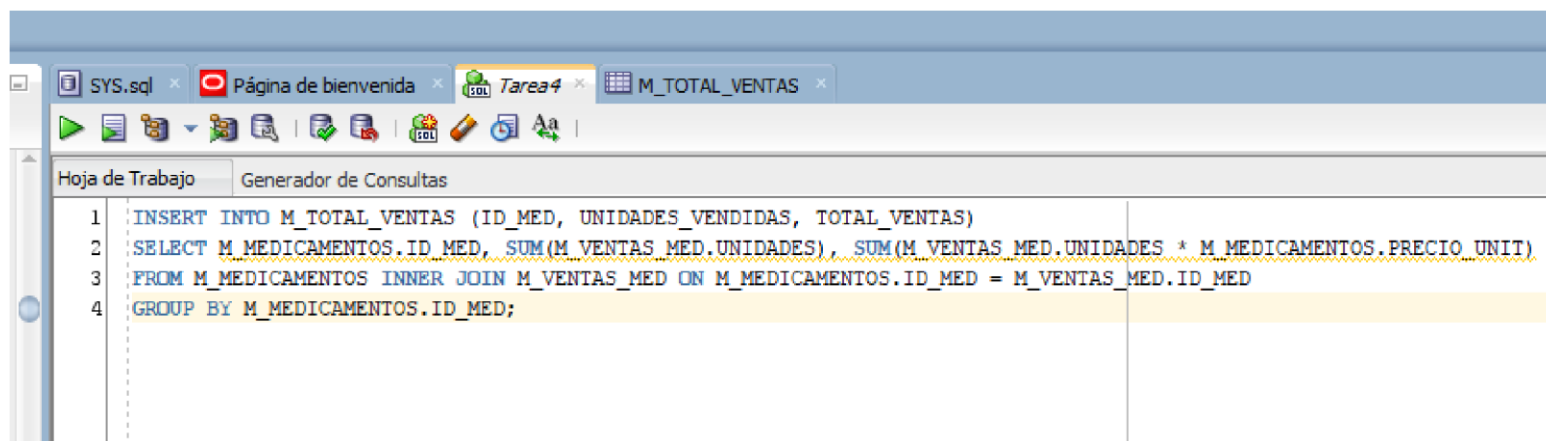 SYS.sql × Página de bienvenida × Tarea4 × M_TOTAL_VENTAS ×
Hoja de Trabajo Generador de Consultas
1 INSERT INTO M_TOTAL_VENTAS (ID_MED, UNIDADES_VENDIDAS, TOTAL_VENTAS)
2 SELECT M_MEDICAMENTOS.ID_MED, SUM(M_VENTAS_MED.UNIDADES), SUM(M_VENTAS_MED.UNIDADES * M_MEDICAMENTOS.PRECIO_UNIT)
3 FROM M_MEDICAMENTOS INNER JOIN M_VENTAS_MED ON M_MEDICAMENTOS.ID_MED = M_VENTAS_MED.ID_MED
4 GROUP BY M_MEDICAMENTOS.ID_MED;